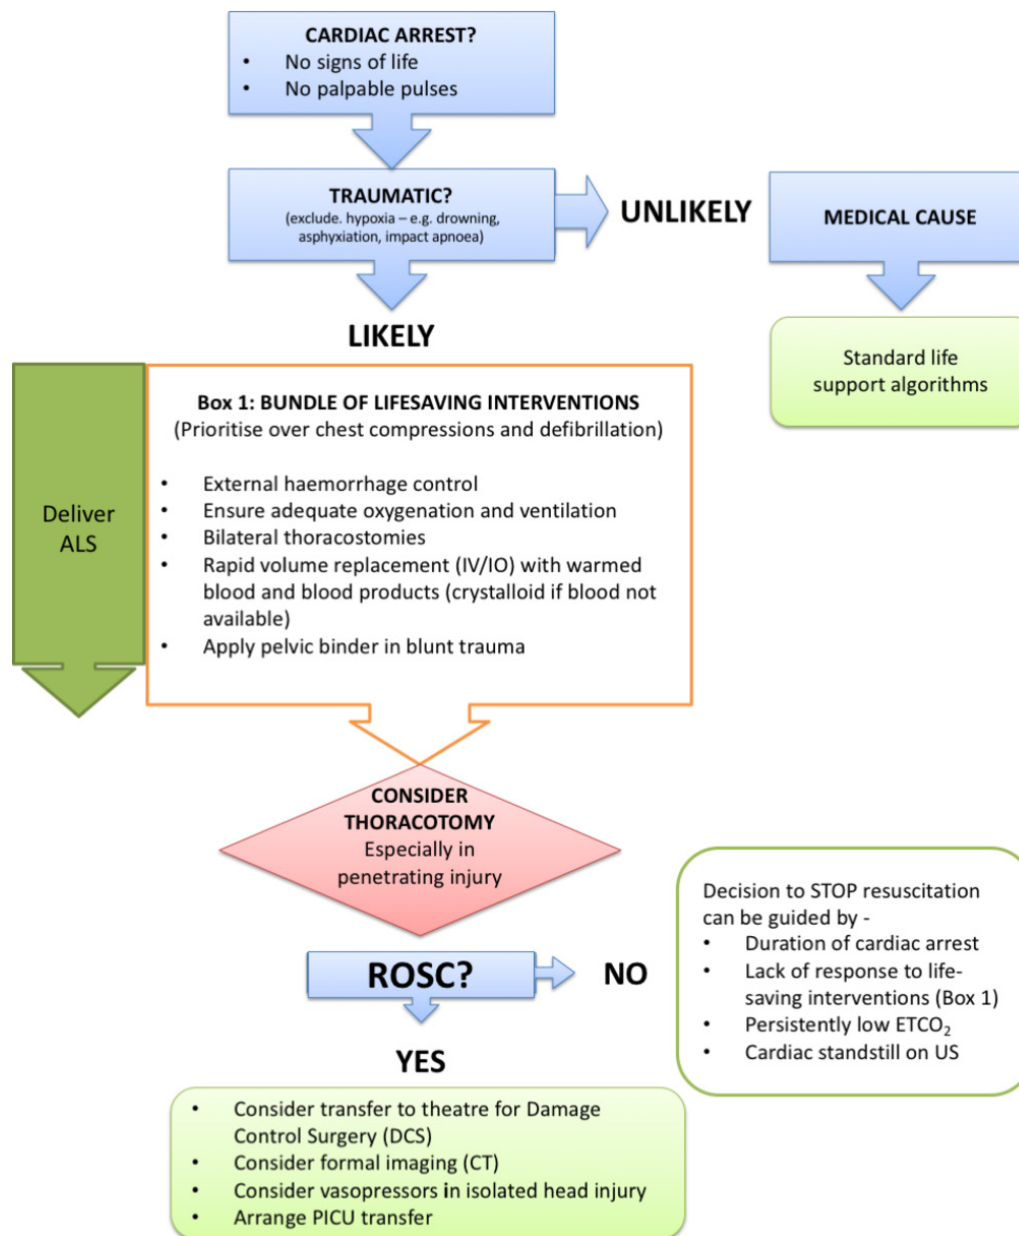 CARDIAC ARREST?
• No signs of life
• No palpable pulses
TRAUMATIC?
(exclude. hypoxia – e.g. drowning,
asphyxiation, impact apnoea)
UNLIKELY
MEDICAL CAUSE
LIKELY
Standard life
support algorithms
Deliver
ALS
Box 1: BUNDLE OF LIFESAVING INTERVENTIONS
(Prioritise over chest compressions and defibrillation)
• External haemorrhage control
• Ensure adequate oxygenation and ventilation
• Bilateral thoracostomies
• Rapid volume replacement (IV/IO) with warmed
blood and blood products (crystalloid if blood not
available)
• Apply pelvic binder in blunt trauma
CONSIDER
THORACOTOMY
Especially in
penetrating injury
ROSC?
NO
Decision to STOP resuscitation
can be guided by -
• Duration of cardiac arrest
• Lack of response to life-
saving interventions (Box 1)
• Persistently low ETCO₂
• Cardiac standstill on US
YES
• Consider transfer to theatre for Damage
Control Surgery (DCS)
• Consider formal imaging (CT)
• Consider vasopressors in isolated head injury
• Arrange PICU transfer